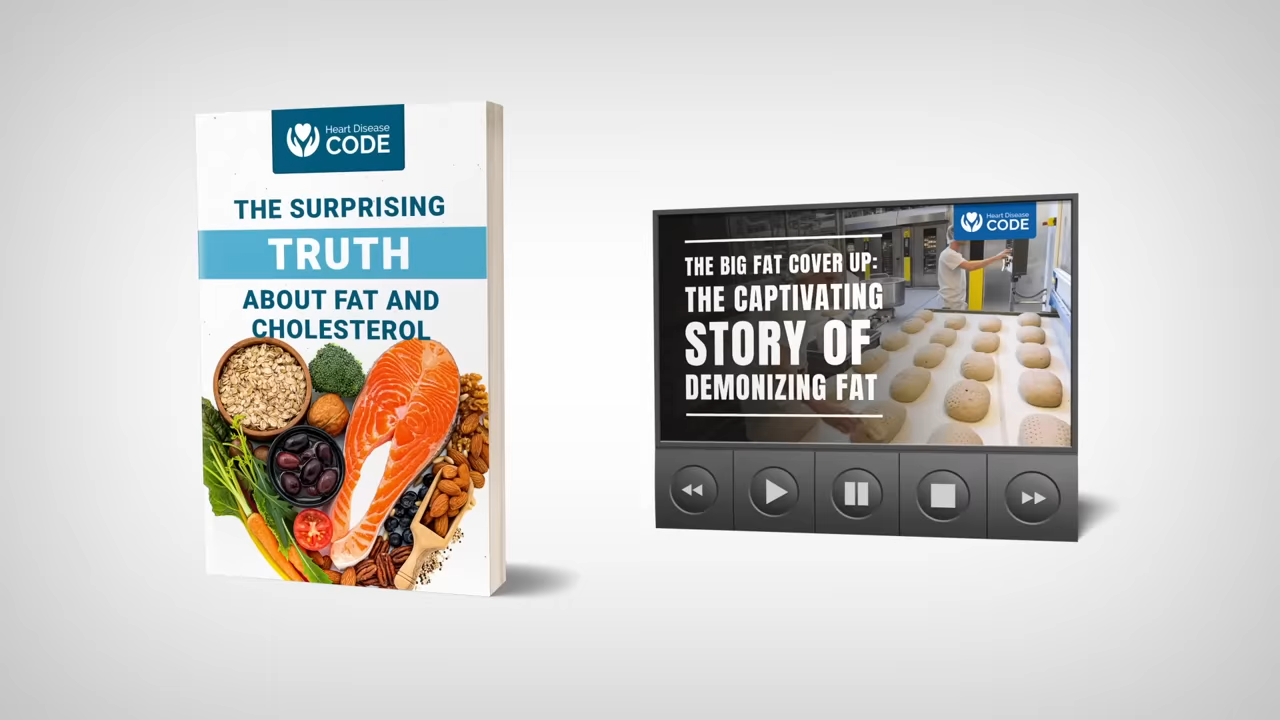 Heart Disease
CODE
THE SURPRISING
TRUTH
ABOUT FAT AND
CHOLESTEROL
Heart Disease
CODE
THE BIG FAT COVER UP:
THE CAPTIVATING
STORY OF
DEMONIZING FAT